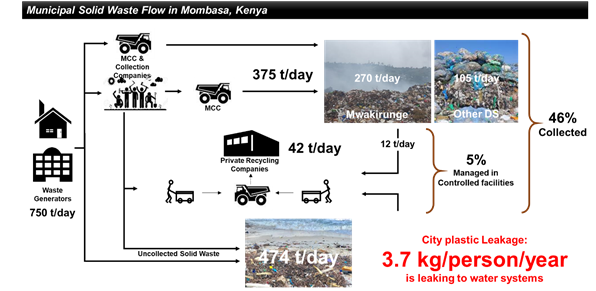 Municipal Solid Waste Flow in Mombasa, Kenya
MCC &
Collection
Companies
375 t/day
MCC
270 t/day
Mwakirunge
105 t/day
Other DS
46%
Collected
Waste
Generators
750 t/day
Private Recycling
Companies
42 t/day
12 t/day
5%
Managed in
Controlled facilities
Uncollected Solid Waste
474 t/day
City plastic Leakage:
3.7 kg/person/year
is leaking to water systems